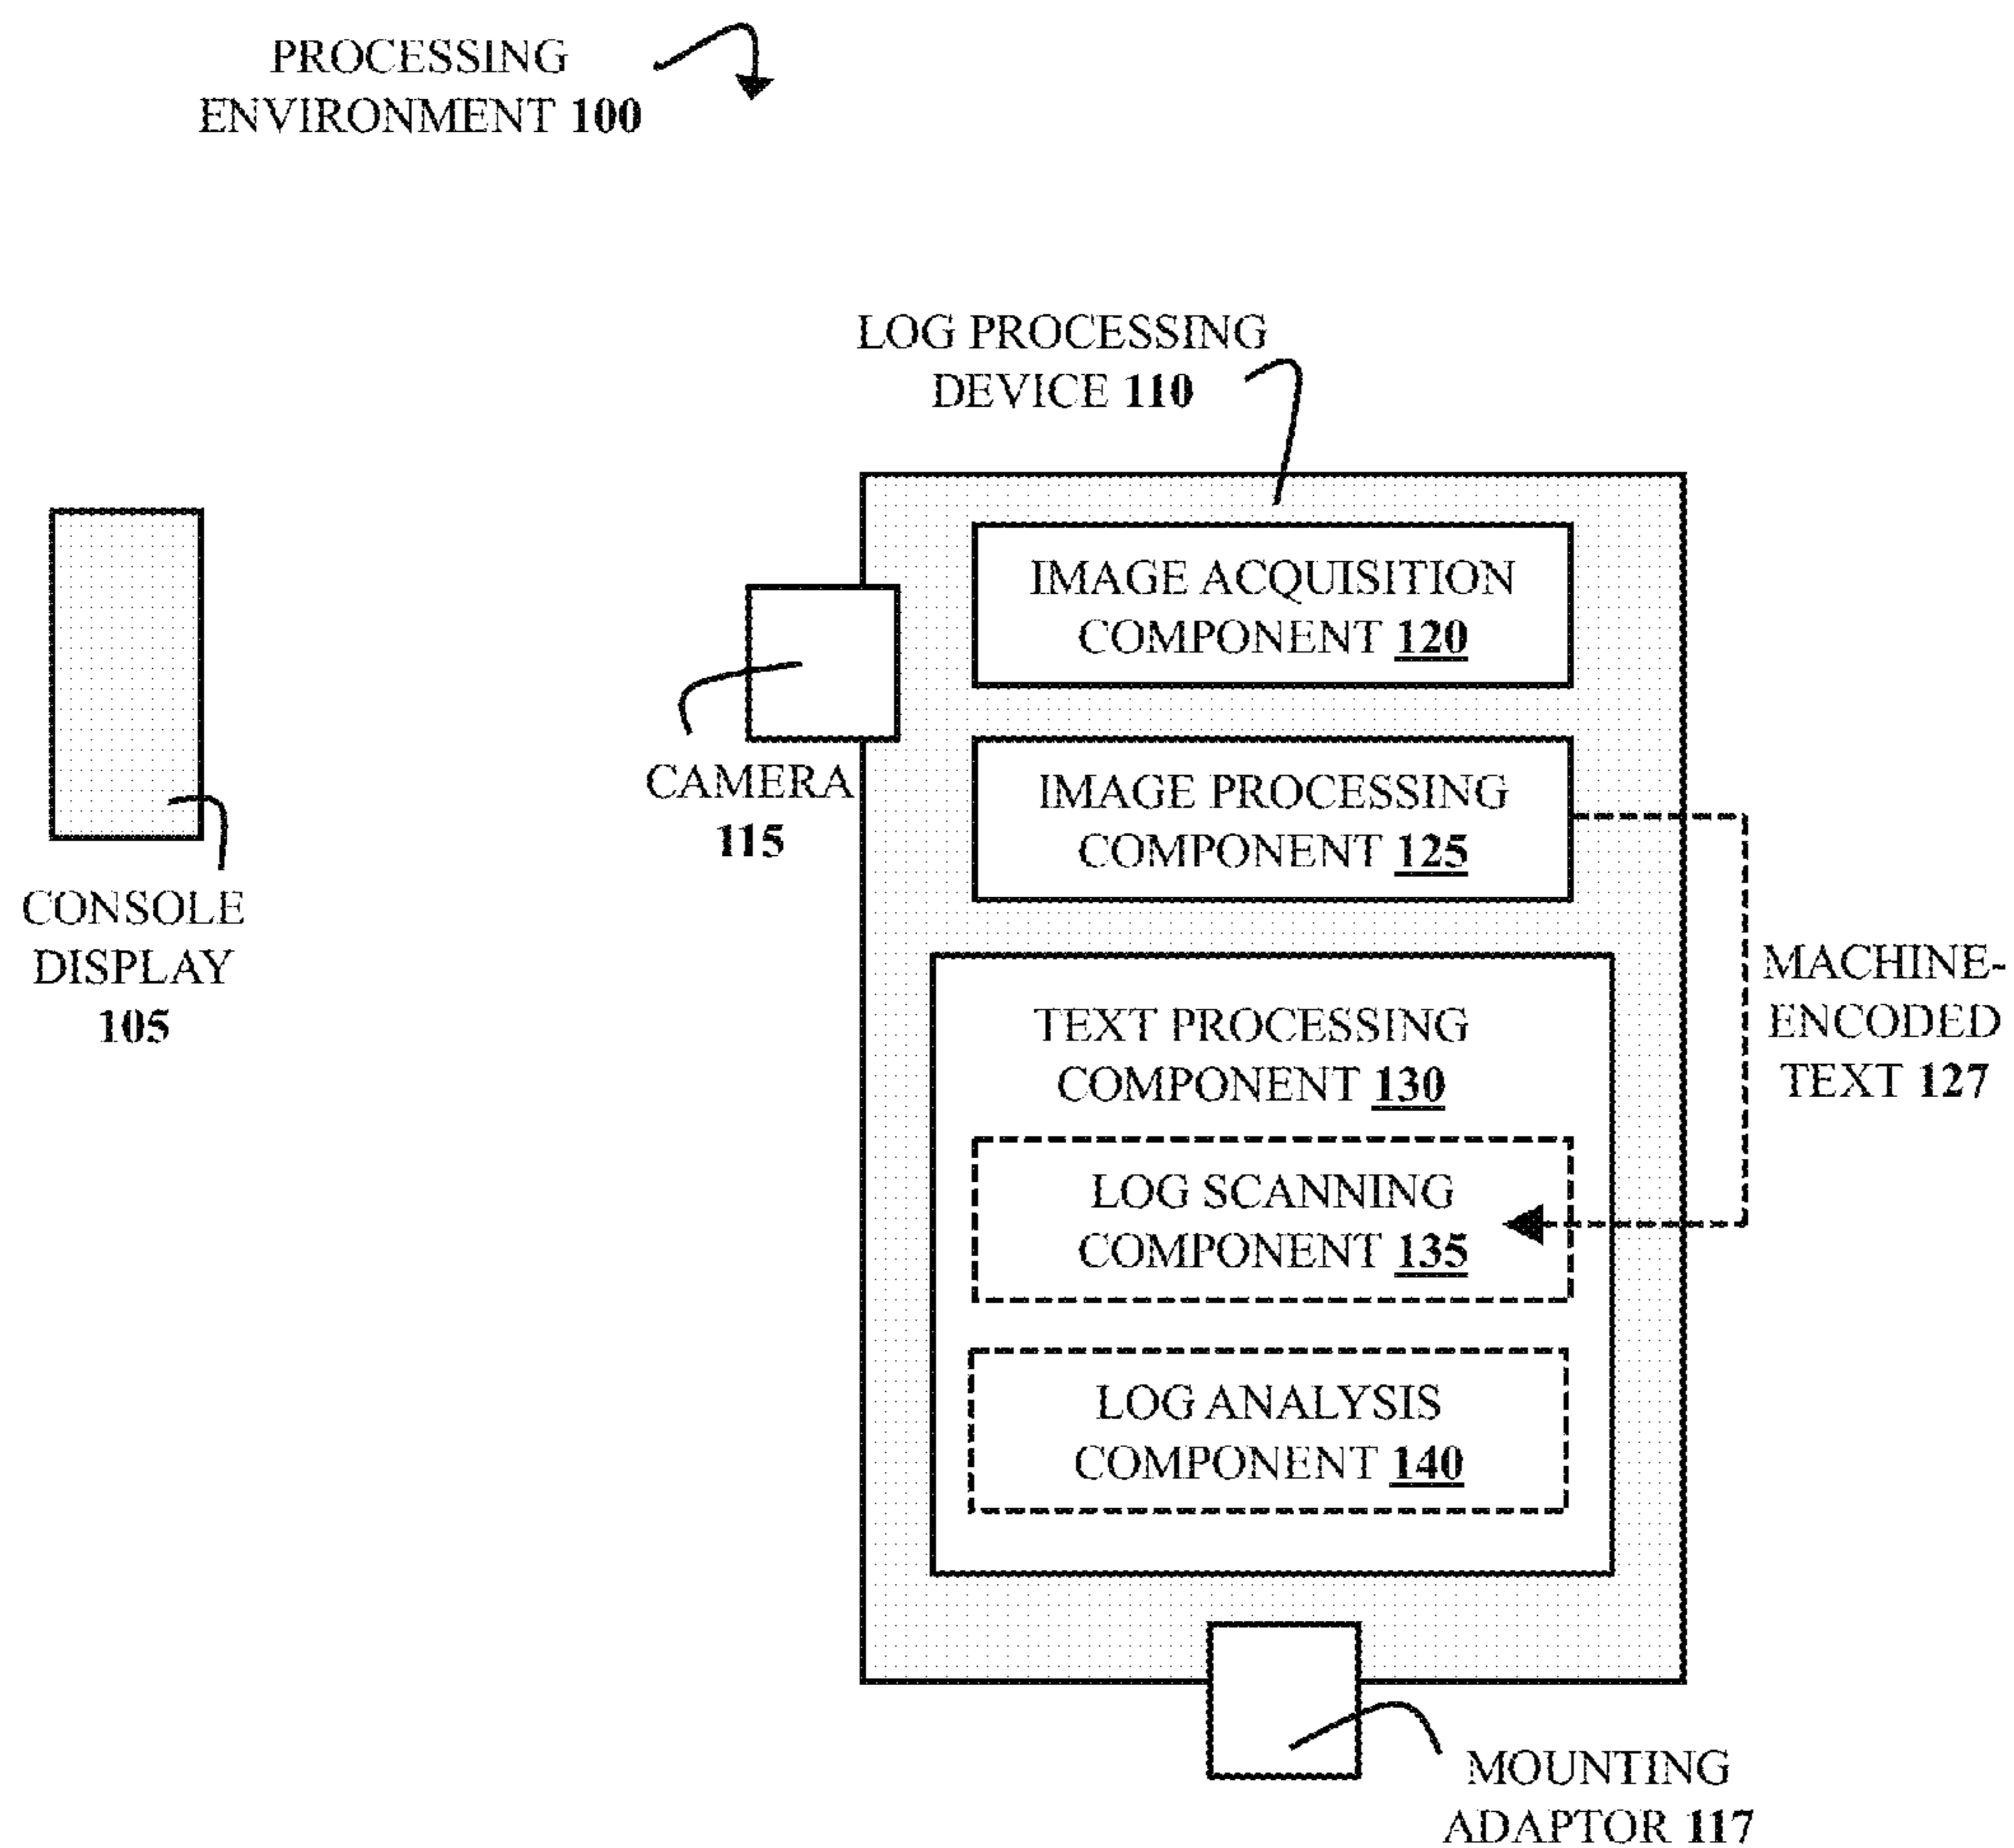 PROCESSING
ENVIRONMENT 100
LOG PROCESSING
DEVICE 110
IMAGE ACQUISITION
COMPONENT 120
CAMERA
115
IMAGE PROCESSING
COMPONENT 125
CONSOLE
DISPLAY
105
MACHINE-
ENCODED
TEXT 127
TEXT PROCESSING
COMPONENT 130
LOG SCANNING
COMPONENT 135
LOG ANALYSIS
COMPONENT 140
MOUNTING
ADAPTOR 117